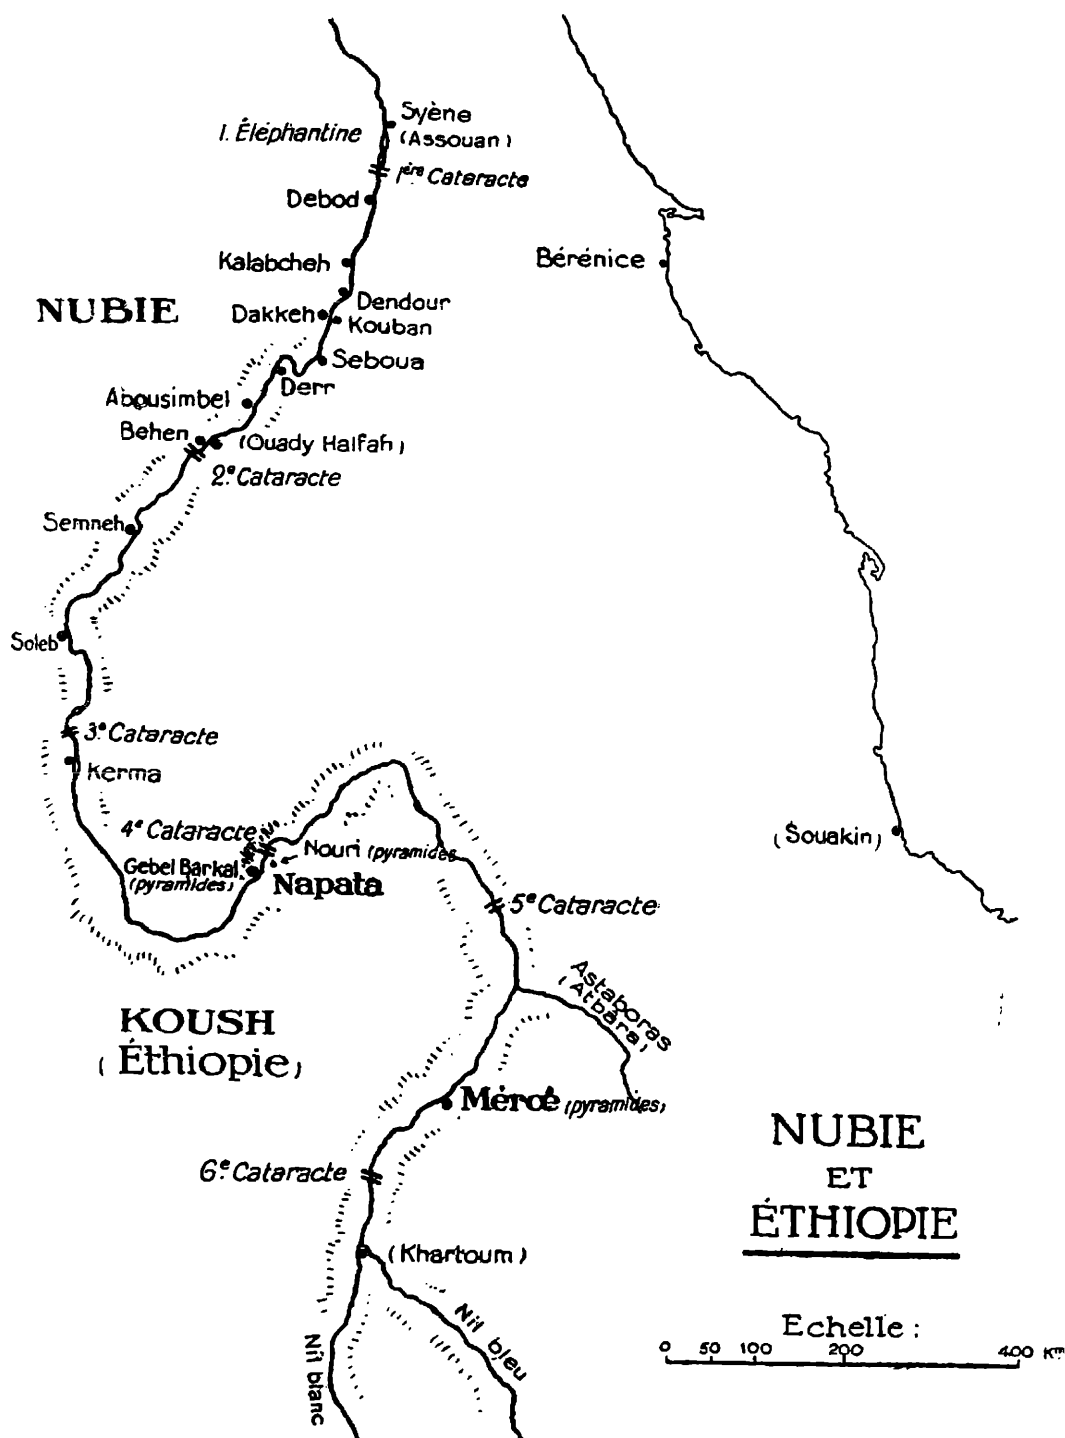 Syène
1. Éléphantine
(Assouan)
1ère Cataracte
Debod
Bérénice
Kalabcheh
Dendour
NUBIE
Dakkeh
Kouban
Seboua
Derr
Abousimbel
Behen
(Ouady Halfah)
2e Cataracte
Semneh
Soleb
3e Cataracte
Kerma
4e Cataracte
(Souakin)
Nouri (pyramides
Gebel Barkal
(pyramides)
Napata
5e Cataracte
Astaboras
(Atbara)
KOUSH
(Éthiopie)
Méroé (pyramides)
NUBIE
ET
ÉTHIOPIE
6e Cataracte
(Khartoum)
Nil bleu
Nil blanc
Echelle :
0 50 100 200 400 Km